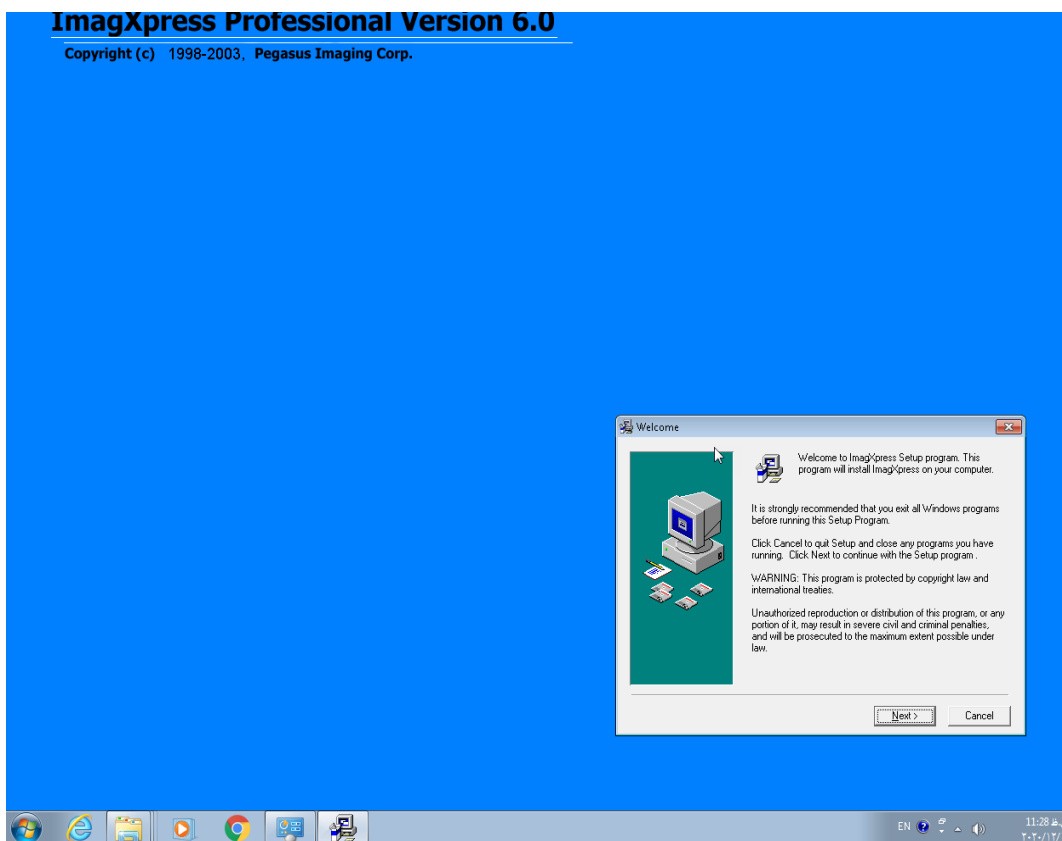 ImagXpress Professional Version 6.0
Copyright (c) 1998-2003, Pegasus Imaging Corp.
Welcome
Welcome to ImagXpress Setup program. This
program will install ImagXpress on your computer.
It is strongly recommended that you exit all Windows programs
before running this Setup Program.
Click Cancel to quit Setup and close any programs you have
running. Click Next to continue with the Setup program .
WARNING: This program is protected by copyright law and
international treaties.
Unauthorized reproduction or distribution of this program, or any
portion of it, may result in severe civil and criminal penalties,
and will be prosecuted to the maximum extent possible under
law.
Next >
Cancel
EN
11:28
٢٠٢٠/١٢/